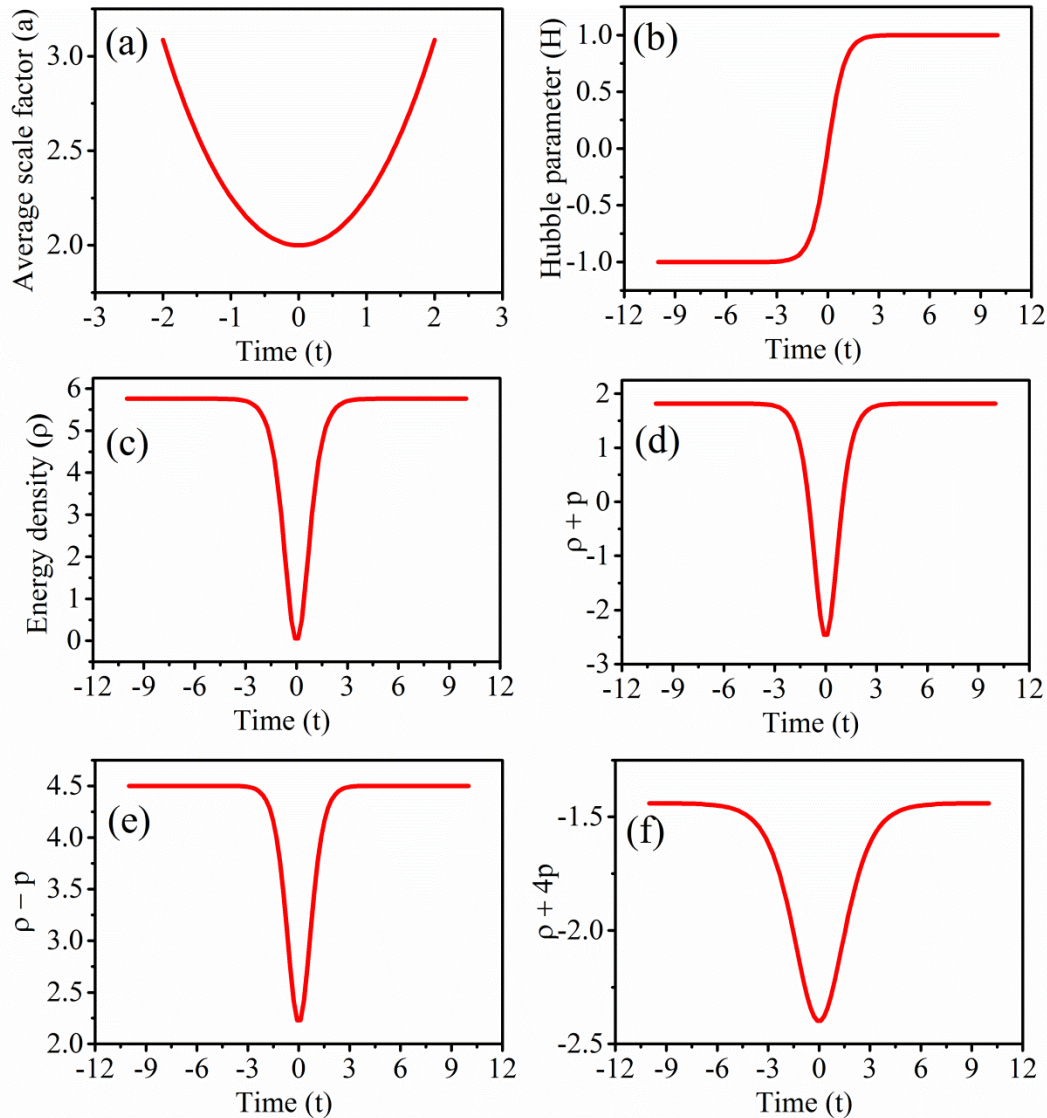 (a)
Average scale factor (a)
3.0
2.5
2.0
-3 -2 -1 0 1 2 3
Time (t)
(b)
Hubble parameter (H)
1.0
0.5
0.0
-0.5
-1.0
-12 -9 -6 -3 0 3 6 9 12
Time (t)
(c)
Energy density (ρ)
6
5
4
3
2
1
0
-12 -9 -6 -3 0 3 6 9 12
Time (t)
(d)
ρ + p
2
1
0
-1
-2
-3
-12 -9 -6 -3 0 3 6 9 12
Time (t)
(e)
ρ − p
4.5
4.0
3.5
3.0
2.5
2.0
-12 -9 -6 -3 0 3 6 9 12
Time (t)
(f)
ρ + 4p
-1.5
-2.0
-2.5
-12 -9 -6 -3 0 3 6 9 12
Time (t)